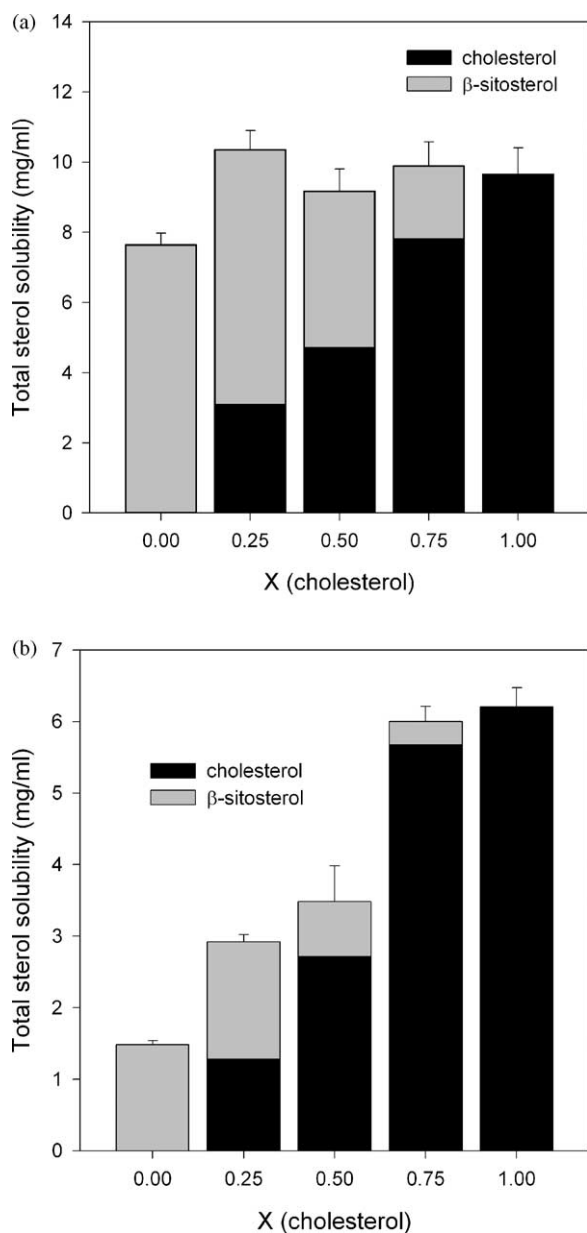 (a)
14
12
10
8
6
4
2
0
Total sterol solubility (mg/ml)
cholesterol
β-sitosterol
0.00 0.25 0.50 0.75 1.00
X (cholesterol)
(b)
7
6
5
4
3
2
1
0
Total sterol solubility (mg/ml)
cholesterol
β-sitosterol
0.00 0.25 0.50 0.75 1.00
X (cholesterol)